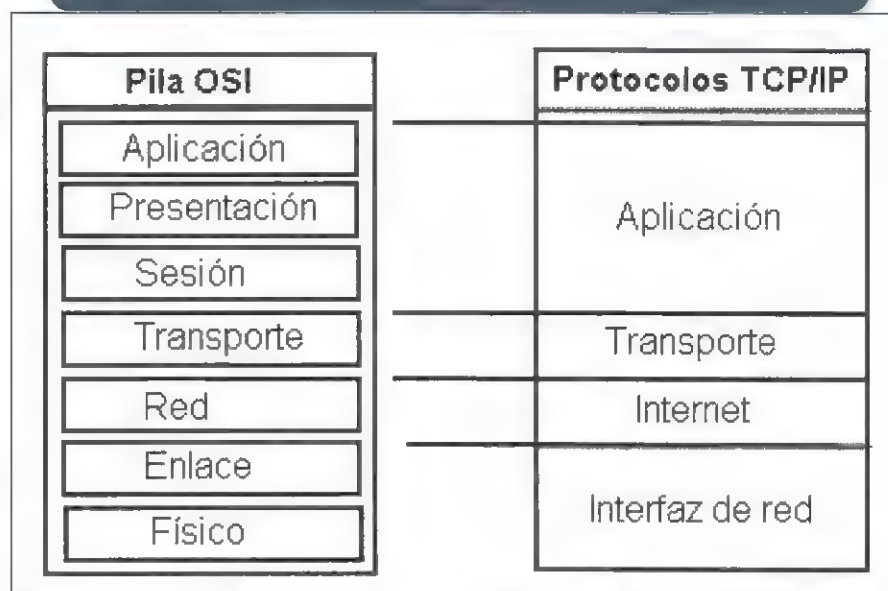 Pila OSI
Aplicación
Presentación
Sesión
Transporte
Red
Enlace
Físico
Protocolos TCP/IP
Aplicación
Transporte
Internet
Interfaz de red